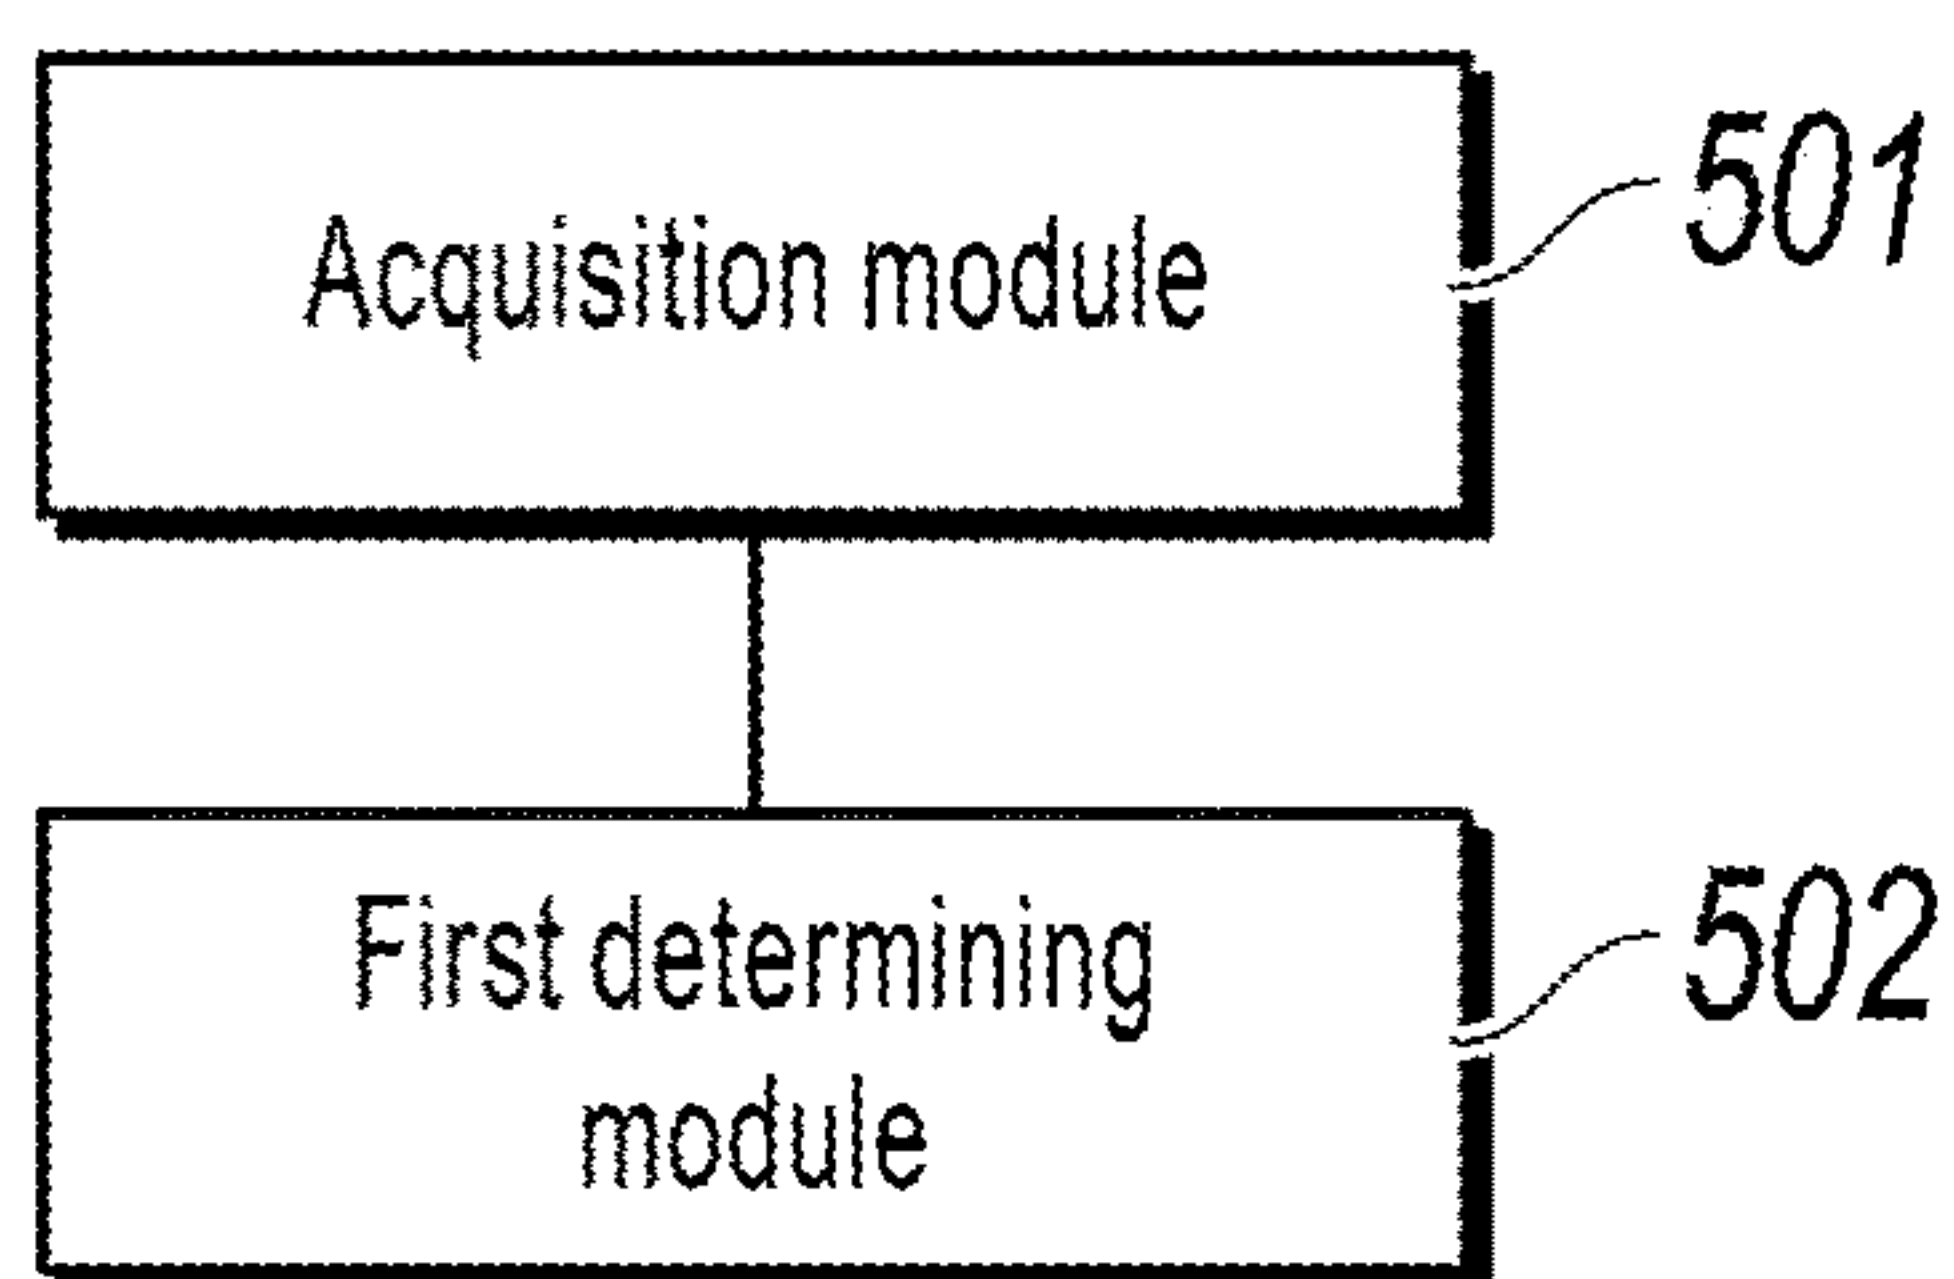 Acquisition module
501
First determining
module
502